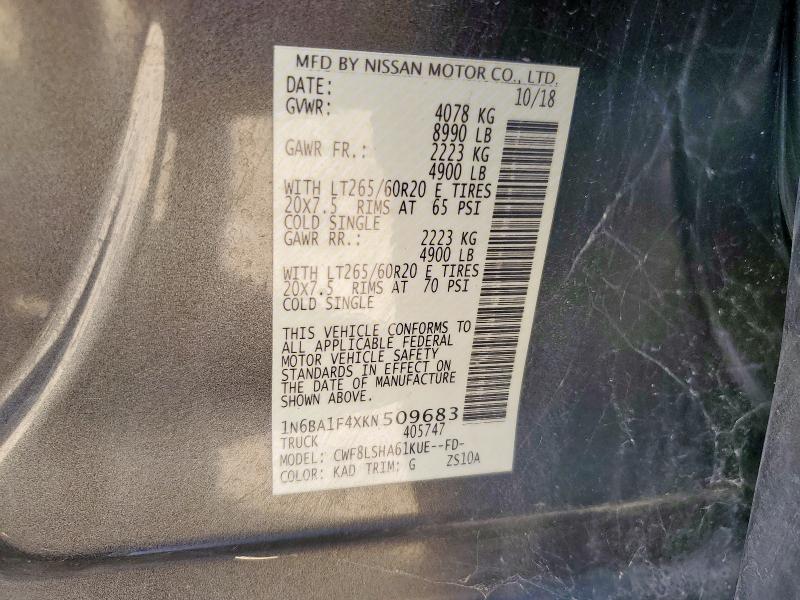 MFD BY NISSAN MOTOR CO., LTD.
DATE: 10/18
GVWR: 4078 KG
8990 LB
GAWR FR.: 2223 KG
4900 LB
WITH LT265/60R20 E TIRES
20X7.5 RIMS AT 65 PSI
COLD SINGLE
GAWR RR.: 2223 KG
4900 LB
WITH LT265/60R20 E TIRES
20X7.5 RIMS AT 70 PSI
COLD SINGLE
THIS VEHICLE CONFORMS TO
ALL APPLICABLE FEDERAL
MOTOR VEHICLE SAFETY
STANDARDS IN EFFECT ON
THE DATE OF MANUFACTURE
SHOWN ABOVE.
1N6BA1F4XKN509683
TRUCK 405747
MODEL: CWF8LSHA61KUE--FD-
COLOR: KAD TRIM: G ZS10A